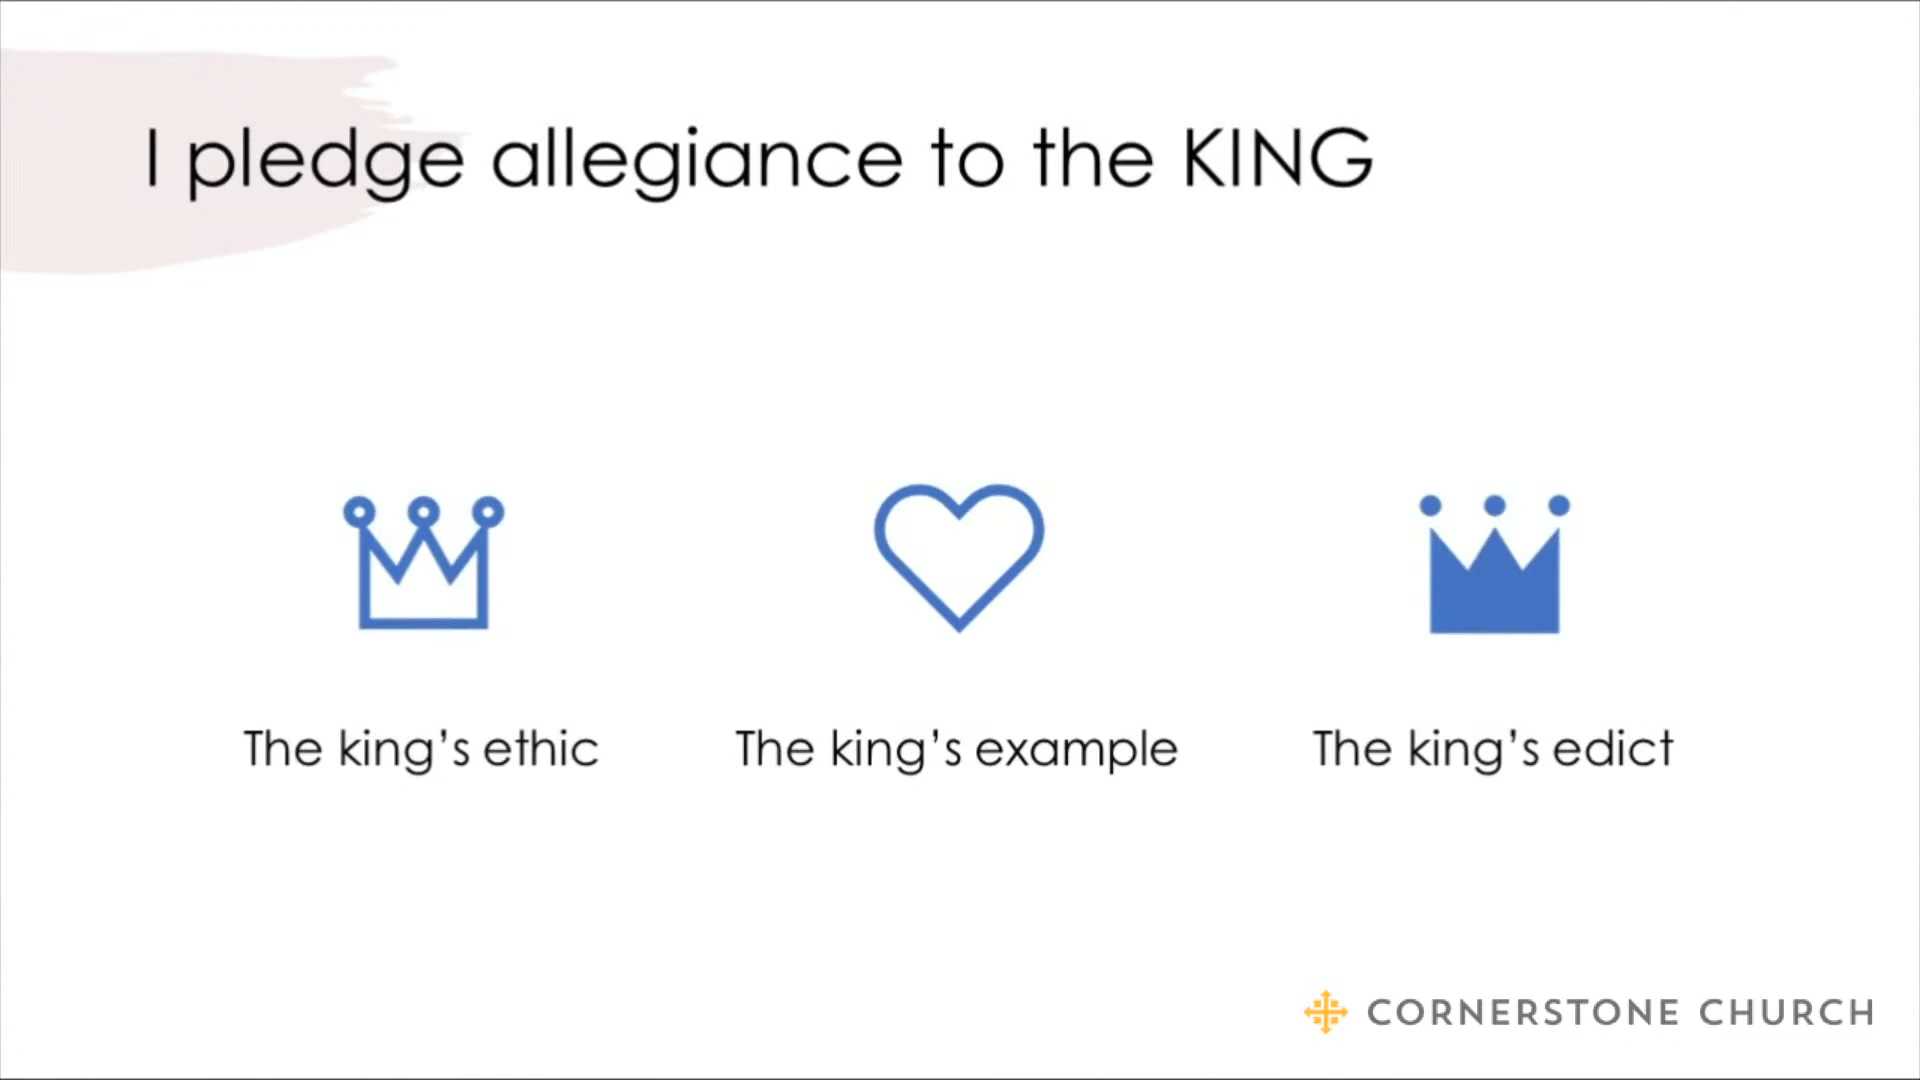 I pledge allegiance to the KING
The king’s ethic
The king’s example
The king’s edict
CORNERSTONE CHURCH